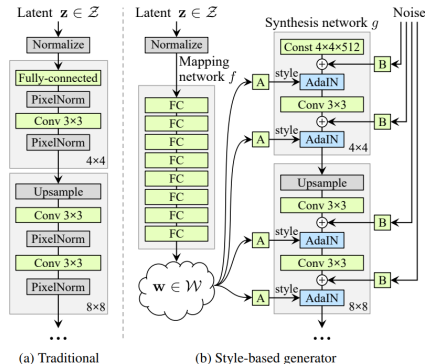 Latent z ∈ Z
Normalize
Fully-connected
PixelNorm
Conv 3×3
PixelNorm
4×4
Upsample
Conv 3×3
PixelNorm
Conv 3×3
PixelNorm
8×8
...
(a) Traditional
Latent z ∈ Z
Normalize
Mapping
network f
FC
FC
FC
FC
FC
FC
FC
FC
w ∈ W
A
style
A
style
A
style
A
style
Synthesis network g
Noise
Const 4×4×512
B
AdaIN
Conv 3×3
B
AdaIN
4×4
Upsample
Conv 3×3
B
AdaIN
Conv 3×3
B
AdaIN
8×8
...
(b) Style-based generator